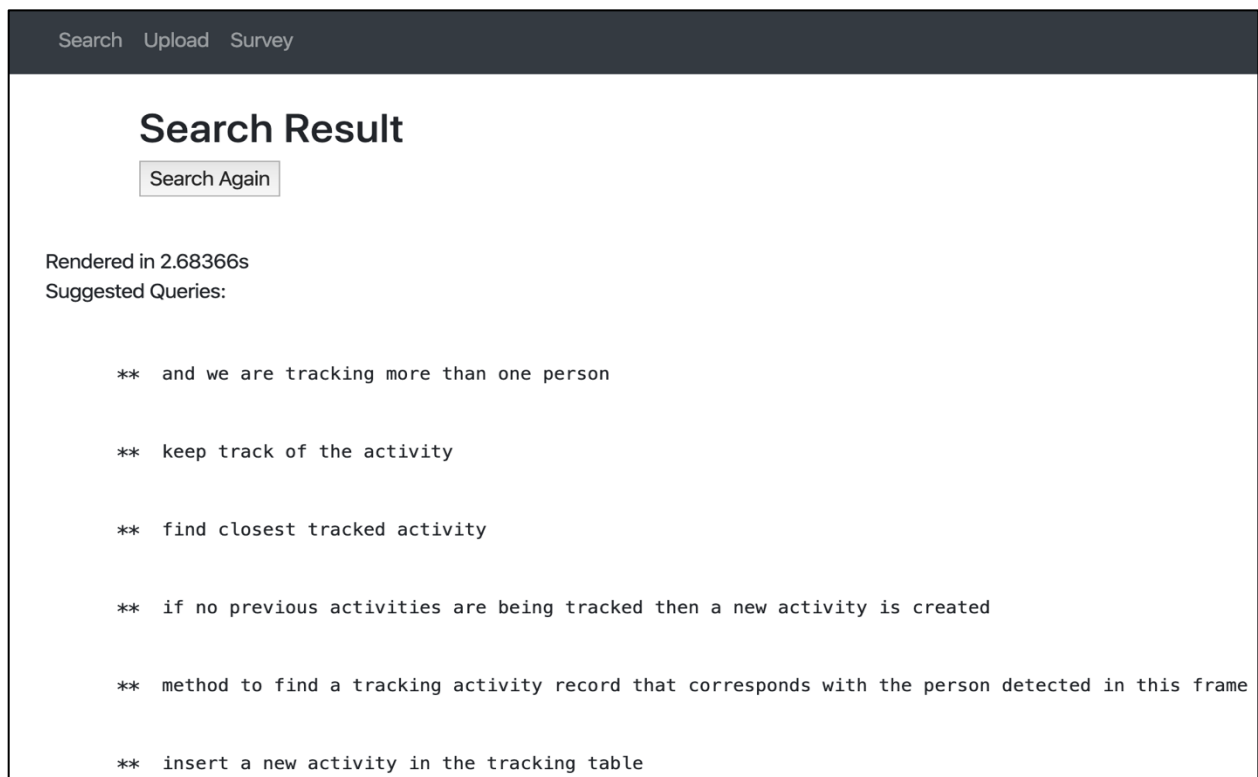 Search Upload Survey
Search Result
Search Again
Rendered in 2.68366s
Suggested Queries:
** and we are tracking more than one person
** keep track of the activity
** find closest tracked activity
** if no previous activities are being tracked then a new activity is created
** method to find a tracking activity record that corresponds with the person detected in this frame
** insert a new activity in the tracking table